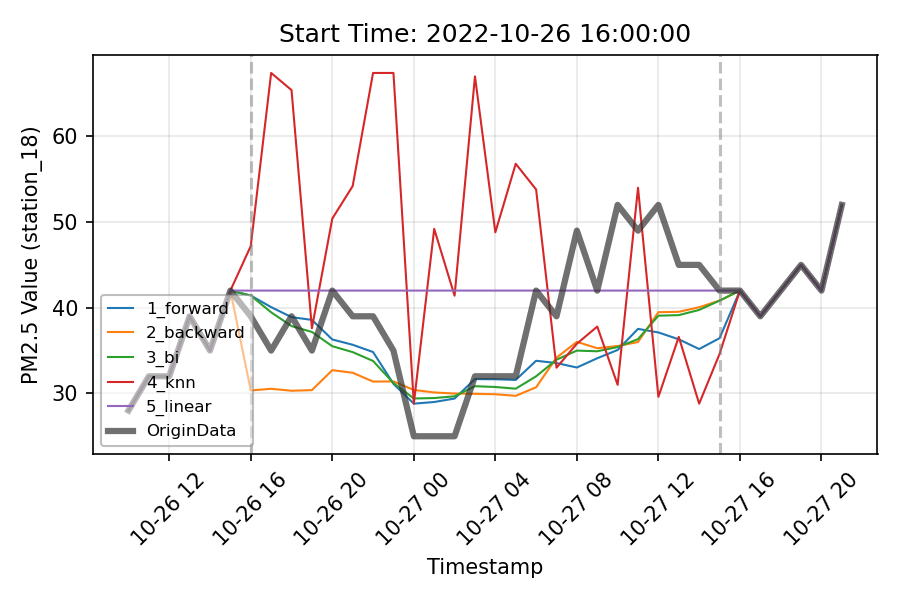 Start Time: 2022-10-26 16:00:00
PM2.5 Value (station_18)
60
50
40
30
1_forward
2_backward
3_bi
4_knn
5_linear
OriginData
10-26 12
10-26 16
10-26 20
10-27 00
10-27 04
10-27 08
10-27 12
10-27 16
10-27 20
Timestamp